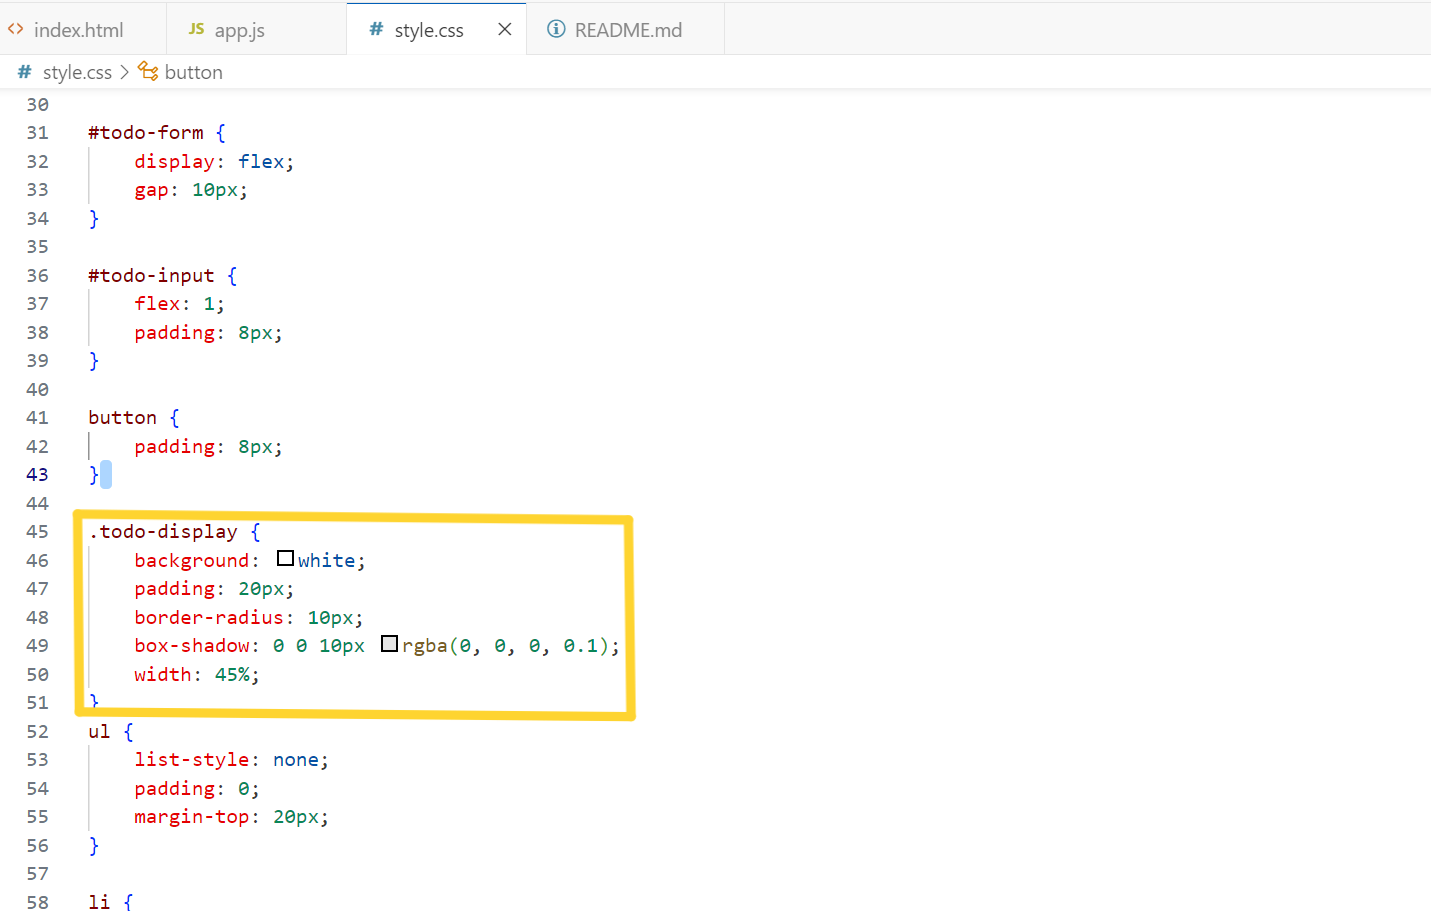 index.html JS app.js # style.css × README.md
# style.css > button
30
31 #todo-form {
32 display: flex;
33 gap: 10px;
34 }
35
36 #todo-input {
37 flex: 1;
38 padding: 8px;
39 }
40
41 button {
42 padding: 8px;
43 }
44
45 .todo-display {
46 background: white;
47 padding: 20px;
48 border-radius: 10px;
49 box-shadow: 0 0 10px rgba(0, 0, 0, 0.1);
50 width: 45%;
51 }
52 ul {
53 list-style: none;
54 padding: 0;
55 margin-top: 20px;
56 }
57
58 li {